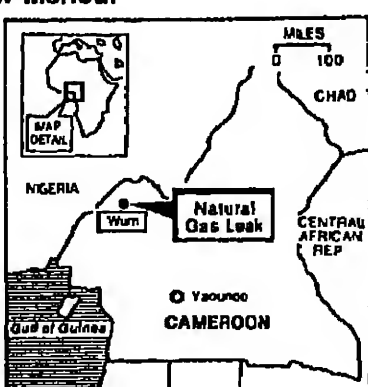 MILES
0 100
CHAD
MAP
DETAIL
NIGERIA
Wum
Natural
Gas Leak
CENTRAL
AFRICAN
REP
Yaounde
Gulf of Guinea
CAMEROON